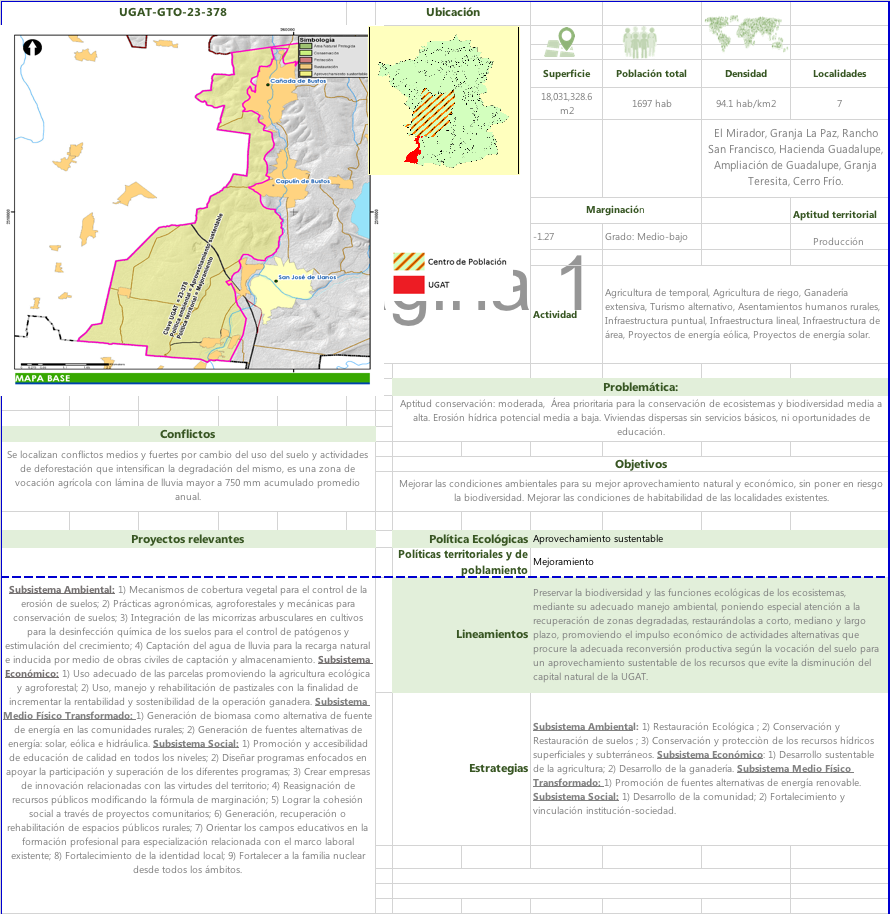 UGAT-GTO-23-378
Simbología
Área Natural Protegida
Conservación
Protección
Restauración
Aprovechamiento sustentable
Cañada de Bustos
Capulín de Bustos
San José de Llanos
Clave UGAT = 23-378
Política ambiental = Aprovechamiento sustentable
Política territorial = Mejoramiento
MAPA BASE
Ubicación
Centro de Población
UGAT
Superficie
Población total
Densidad
Localidades
18,031,328.6
m2
1697 hab
94.1 hab/km2
7
El Mirador, Granja La Paz, Rancho
San Francisco, Hacienda Guadalupe,
Ampliación de Guadalupe, Granja
Teresita, Cerro Frio.
Marginación
Aptitud territorial
-1.27
Grado: Medio-bajo
Producción
gina 1
Actividad
Agricultura de temporal, Agricultura de riego, Ganadería
extensiva, Turismo alternativo, Asentamientos humanos rurales,
Infraestructura puntual, Infraestructura lineal, Infraestructura de
área, Proyectos de energía eólica, Proyectos de energía solar.
Problemática:
Aptitud conservación: moderada, Área prioritaria para la conservación de ecosistemas y biodiversidad media a
alta. Erosión hídrica potencial media a baja. Viviendas dispersas sin servicios básicos, ni oportunidades de
educación.
Conflictos
Se localizan conflictos medios y fuertes por cambio del uso del suelo y actividades
de deforestación que intensifican la degradación del mismo, es una zona de
vocación agrícola con lámina de lluvia mayor a 750 mm acumulado promedio
anual.
Objetivos
Mejorar las condiciones ambientales para su mejor aprovechamiento natural y económico, sin poner en riesgo
la biodiversidad. Mejorar las condiciones de habitabilidad de las localidades existentes.
Proyectos relevantes
Política Ecológicas
Aprovechamiento sustentable
Políticas territoriales y de
poblamiento
Mejoramiento
Subsistema Ambiental: 1) Mecanismos de cobertura vegetal para el control de la
erosión de suelos; 2) Prácticas agronómicas, agroforestales y mecánicas para
conservación de suelos; 3) Integración de las micorrizas arbusculares en cultivos
para la desinfección química de los suelos para el control de patógenos y
estimulación del crecimiento; 4) Captación del agua de lluvia para la recarga natural
e inducida por medio de obras civiles de captación y almacenamiento. Subsistema
Económico: 1) Uso adecuado de las parcelas promoviendo la agricultura ecológica
y agroforestal; 2) Uso, manejo y rehabilitación de pastizales con la finalidad de
incrementar la rentabilidad y sostenibilidad de la operación ganadera. Subsistema
Medio Físico Transformado: 1) Generación de biomasa como alternativa de fuente
de energía en las comunidades rurales; 2) Generación de fuentes alternativas de
energía: solar, eólica e hidráulica. Subsistema Social: 1) Promoción y accesibilidad
de educación de calidad en todos los niveles; 2) Diseñar programas enfocados en
apoyar la participación y superación de los diferentes programas; 3) Crear empresas
de innovación relacionadas con las virtudes del territorio; 4) Reasignación de
recursos públicos modificando la fórmula de marginación; 5) Lograr la cohesión
social a través de proyectos comunitarios; 6) Generación, recuperación o
rehabilitación de espacios públicos rurales; 7) Orientar los campos educativos en la
formación profesional para especialización relacionada con el marco laboral
existente; 8) Fortalecimiento de la identidad local; 9) Fortalecer a la familia nuclear
desde todos los ámbitos.
Lineamientos
Preservar la biodiversidad y las funciones ecológicas de los ecosistemas,
mediante su adecuado manejo ambiental, poniendo especial atención a la
recuperación de zonas degradadas, restaurándolas a corto, mediano y largo
plazo, promoviendo el impulso económico de actividades alternativas que
procure la adecuada reconversión productiva según la vocación del suelo para
un aprovechamiento sustentable de los recursos que evite la disminución del
capital natural de la UGAT.
Estrategias
Subsistema Ambiental: 1) Restauración Ecológica ; 2) Conservación y
Restauración de suelos ; 3) Conservación y protección de los recursos hídricos
superficiales y subterráneos. Subsistema Económico: 1) Desarrollo sustentable
de la agricultura; 2) Desarrollo de la ganadería. Subsistema Medio Físico
Transformado: 1) Promoción de fuentes alternativas de energía renovable.
Subsistema Social: 1) Desarrollo de la comunidad; 2) Fortalecimiento y
vinculación institución-sociedad.